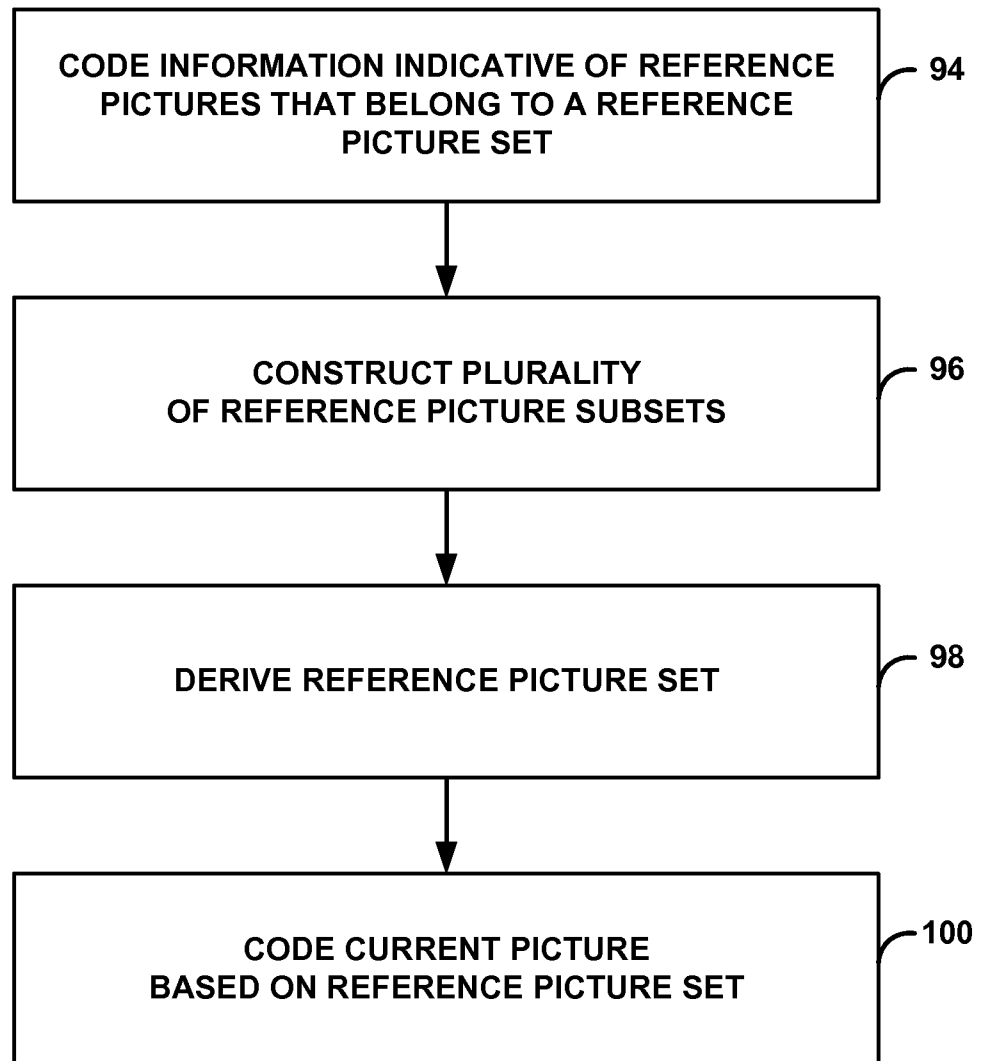 CODE INFORMATION INDICATIVE OF REFERENCE
PICTURES THAT BELONG TO A REFERENCE
PICTURE SET
94
CONSTRUCT PLURALITY
OF REFERENCE PICTURE SUBSETS
96
DERIVE REFERENCE PICTURE SET
98
CODE CURRENT PICTURE
BASED ON REFERENCE PICTURE SET
100